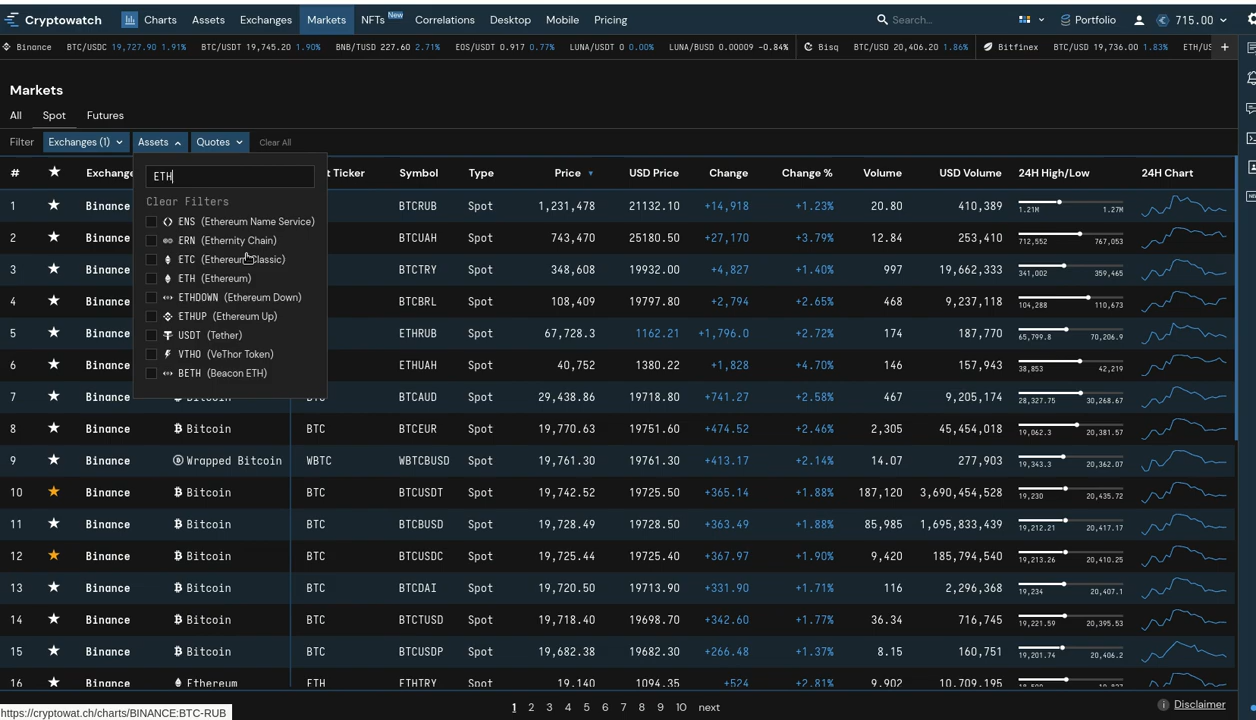 Cryptowatch Charts Assets Exchanges Markets NFTs New Correlations Desktop Mobile Pricing Search... Portfolio 715.00
Binance BTC/USDC 19,727.90 1.91% BTC/USDT 19,745.20 1.90% BNB/TUSD 227.60 2.71% EOS/USDT 0.917 0.77% LUNA/USDT 0 0.00% LUNA/BUSD 0.00009 -0.84% Bisq BTC/USD 20,406.20 1.86% Bitfinex BTC/USD 19,736.00 1.83% +
Markets
All Spot Futures
Filter Exchanges (1) Assets Quotes Clear All
ETH
Clear Filters
ENS (Ethereum Name Service)
ERN (Ethernity Chain)
ETC
ETH (Ethereum)
ETHDOWN (Ethereum Down)
ETHUP (Ethereum Up)
USDT (Tether)
VTHO (VeThor Token)
BETH (Beacon ETH)
# Ticker Symbol Type Price USD Price Change Change % Volume USD Volume 24H High/Low 24H Chart
1 Binance BTCRUB Spot 1,231,478 21132.10 +14,918 +1.23% 20.80 410,389 1.21M 1.27M
2 Binance BTCUAH Spot 743,470 25180.50 +27,170 +3.79% 12.84 253,410 712,552 767,053
3 Binance BTCTRY Spot 348,608 19932.00 +4,827 +1.40% 997 19,662,333 341,002 359,465
4 Binance BTCBRL Spot 108,409 19797.80 +2,794 +2.65% 468 9,237,118 104,288 110,673
5 Binance ETHRUB Spot 67,728.3 1162.21 +1,796.0 +2.72% 174 187,770 65,799.8 70,206.9
6 Binance ETHUAH Spot 40,752 1380.22 +1,828 +4.70% 146 157,943 38,853 42,219
7 Binance Bitcoin BTC BTCAUD Spot 29,438.86 19718.80 +741.27 +2.58% 467 9,205,174 28,327.75 30,268.67
8 Binance Bitcoin BTC BTCEUR Spot 19,770.63 19751.60 +474.52 +2.46% 2,305 45,454,018 19,062.3 20,381.57
9 Binance Wrapped Bitcoin WBTC WBTCBUSD Spot 19,761.30 19761.30 +413.17 +2.14% 14.07 277,903 19,343.3 20,362.07
10 Binance Bitcoin BTC BTCUSDT Spot 19,742.52 19725.50 +365.14 +1.88% 187,120 3,690,454,528 19,230 20,435.72
11 Binance Bitcoin BTC BTCBUSD Spot 19,728.49 19728.50 +363.49 +1.88% 85,985 1,695,833,439 19,212.21 20,417.17
12 Binance Bitcoin BTC BTCUSDC Spot 19,725.44 19725.40 +367.97 +1.90% 9,420 185,794,540 19,213.26 20,410.25
13 Binance Bitcoin BTC BTCDAI Spot 19,720.50 19713.90 +331.90 +1.71% 116 2,296,368 19,234 20,407.1
14 Binance Bitcoin BTC BTCTUSD Spot 19,718.40 19698.70 +342.60 +1.77% 36.34 716,745 19,221.59 20,395.53
15 Binance Bitcoin BTC BTCUSDP Spot 19,682.38 19682.30 +266.48 +1.37% 8.15 160,751 19,201.74 20,406.2
16 Binance Ethereum ETH ETHTRY Spot 19,140 1094.35 +524 +2.81% 9,902 10,709,195
1 2 3 4 5 6 7 8 9 10 next Disclaimer
https://cryptowat.ch/charts/BINANCE:BTC-RUB